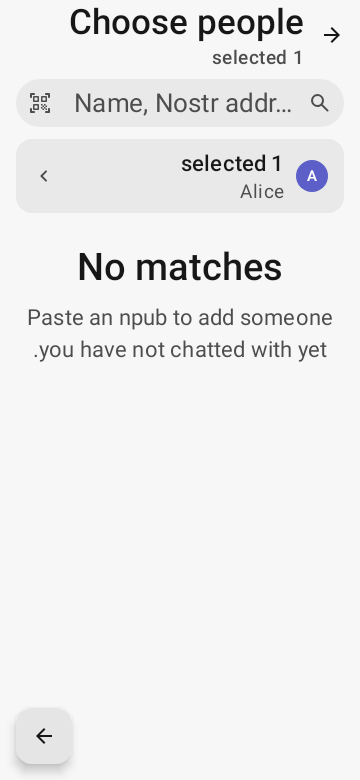 Choose people
selected 1
Name, Nostr addr...
selected 1
Alice
A
No matches
Paste an npub to add someone
.you have not chatted with yet